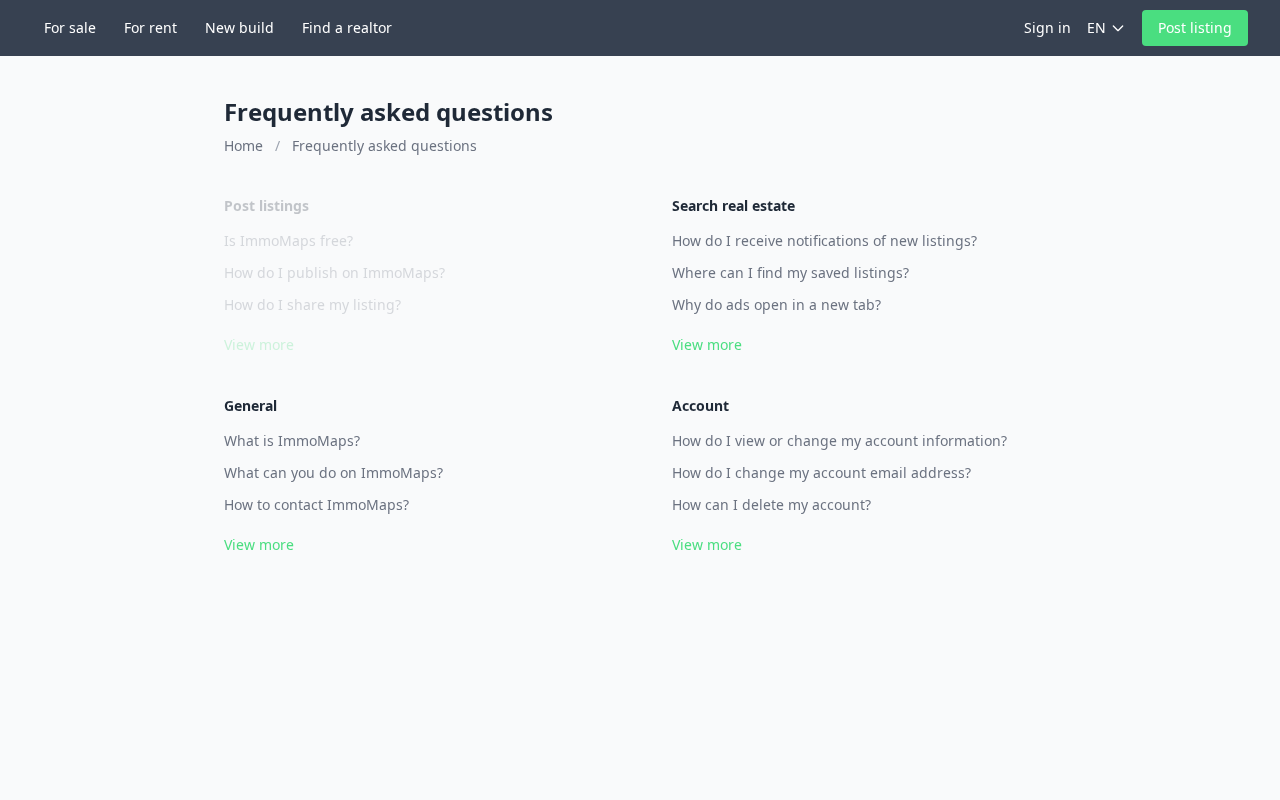 For sale For rent New build Find a realtor Sign in EN Post listing
Frequently asked questions
Home / Frequently asked questions
Post listings
Is ImmoMaps free?
How do I publish on ImmoMaps?
How do I share my listing?
View more
Search real estate
How do I receive notifications of new listings?
Where can I find my saved listings?
Why do ads open in a new tab?
View more
General
What is ImmoMaps?
What can you do on ImmoMaps?
How to contact ImmoMaps?
View more
Account
How do I view or change my account information?
How do I change my account email address?
How can I delete my account?
View more